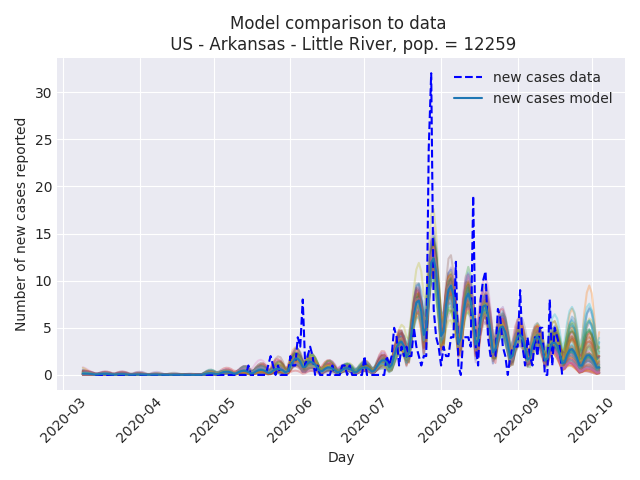 Model comparison to data
US - Arkansas - Little River, pop. = 12259
new cases data
new cases model
Number of new cases reported
30
25
20
15
10
5
0
2020-03
2020-04
2020-05
2020-06
2020-07
2020-08
2020-09
2020-10
Day